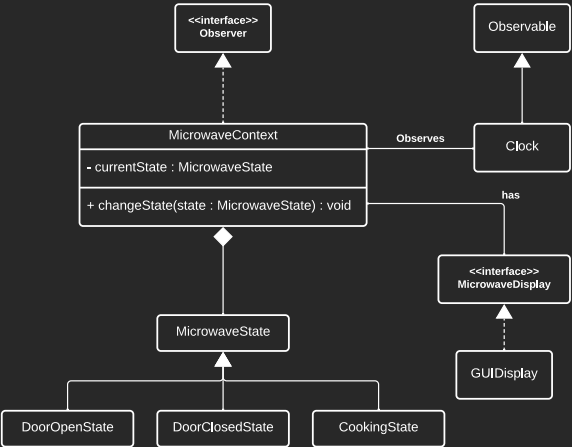 <<interface>>
Observer
Observable
MicrowaveContext
- currentState : MicrowaveState
+ changeState(state : MicrowaveState) : void
Observes
Clock
has
<<interface>>
MicrowaveDisplay
MicrowaveState
GUIDisplay
DoorOpenState
DoorClosedState
CookingState